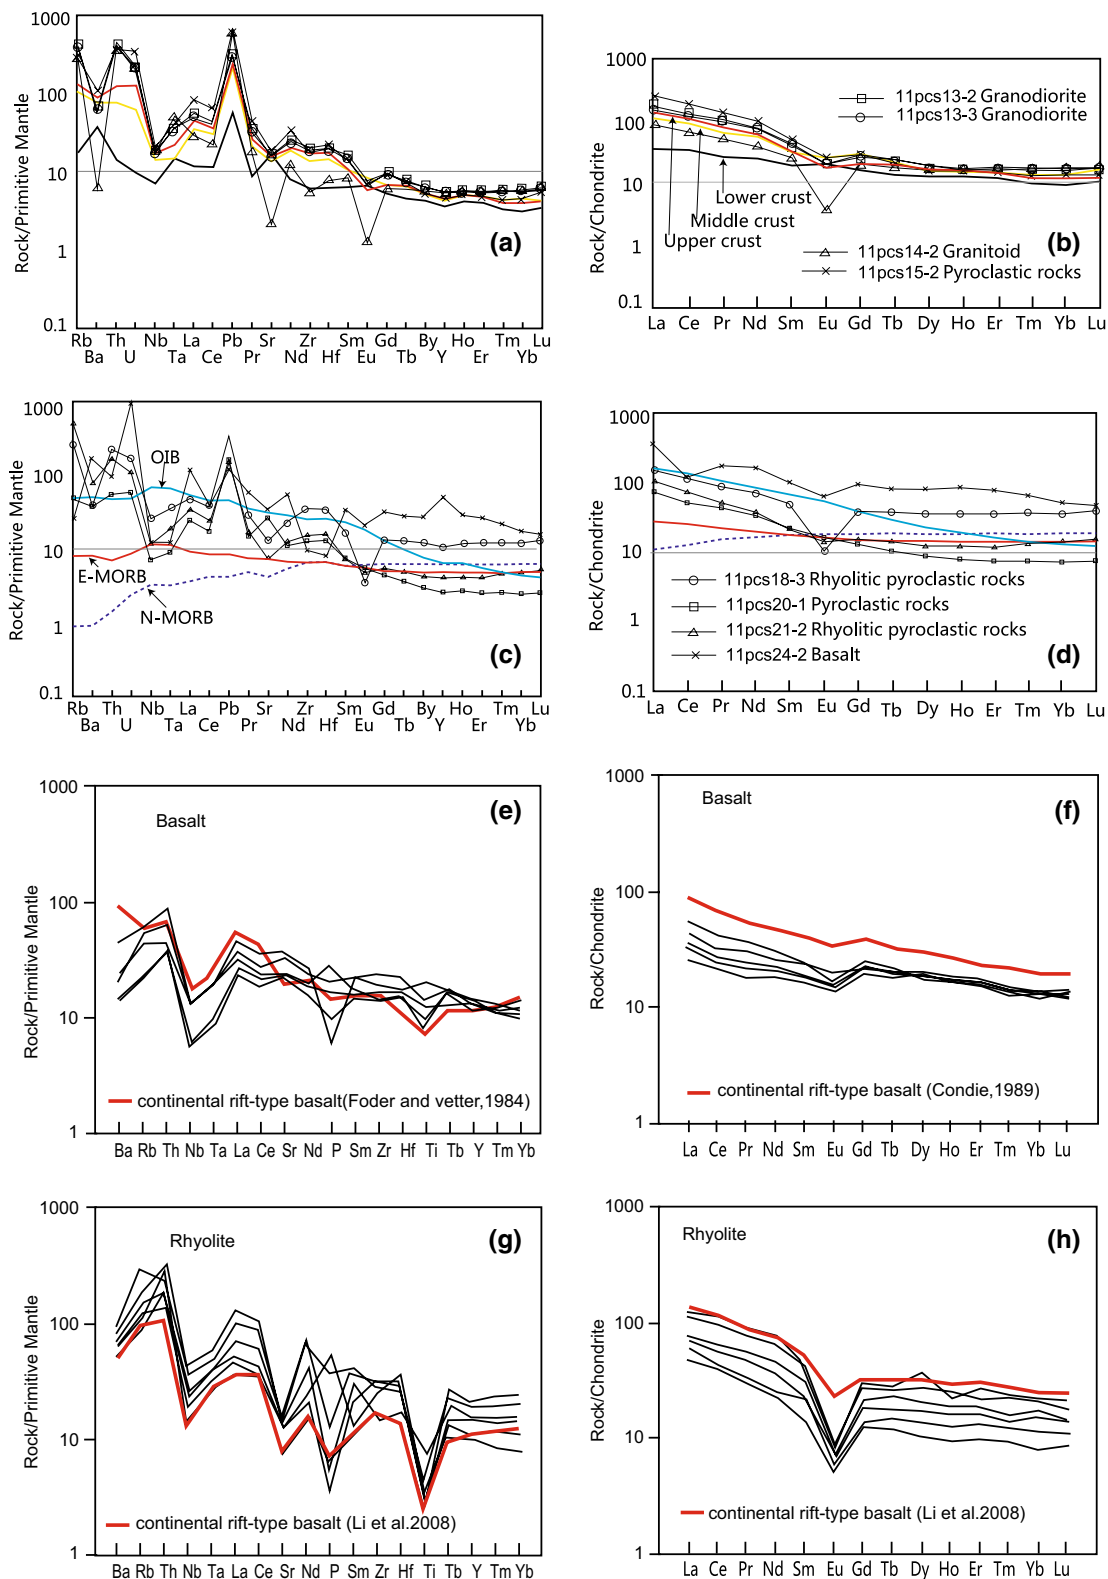 1000
100
10
1
0.1
Rock/Primitive Mantle
(a)
Rb Th Nb La Pb Sr Zr Sm Gd By Ho Tm Lu
Ba U Ta Ce Pr Nd Hf Eu Tb Y Er Yb
1000
100
10
1
0.1
Rock/Chondrite
11pcs13-2 Granodiorite
11pcs13-3 Granodiorite
Lower crust
Middle crust
Upper crust
(b)
11pcs14-2 Granitoid
11pcs15-2 Pyroclastic rocks
La Ce Pr Nd Sm Eu Gd Tb Dy Ho Er Tm Lu
1000
100
10
1
0.1
Rock/Primitive Mantle
OIB
E-MORB
N-MORB
(c)
Rb Th Nb La Pb Sr Zr Sm Gd By Ho Tm Lu
Ba U Ta Ce Pr Nd Hf Eu Tb Y Er Yb
1000
100
10
1
0.1
Rock/Chondrite
11pcs18-3 Rhyolitic pyroclastic rocks
11pcs20-1 Pyroclastic rocks
11pcs21-2 Rhyolitic pyroclastic rocks
11pcs24-2 Basalt
(d)
La Ce Pr Nd Sm Eu Gd Tb Dy Ho Er Tm Yb Lu
1000
100
10
1
Rock/Primitive Mantle
Basalt
(e)
continental rift-type basalt(Foder and vetter,1984)
Ba Rb Th Nb Ta La Ce Sr Nd P Sm Zr Hf Ti Tb Y Tm Yb
1000
100
10
1
Rock/Chondrite
Basalt
(f)
continental rift-type basalt (Condie,1989)
La Ce Pr Nd Sm Eu Gd Tb Dy Ho Er Tm Yb Lu
1000
100
10
1
Rock/Primitive Mantle
Rhyolite
(g)
continental rift-type basalt (Li et al.2008)
Ba Rb Th Nb Ta La Ce Sr Nd P Sm Zr Hf Ti Tb Y Tm Yb
1000
100
10
1
Rock/Chondrite
Rhyolite
(h)
continental rift-type basalt (Li et al.2008)
La Ce Pr Nd Sm Eu Gd Tb Dy Ho Er Tm Yb Lu